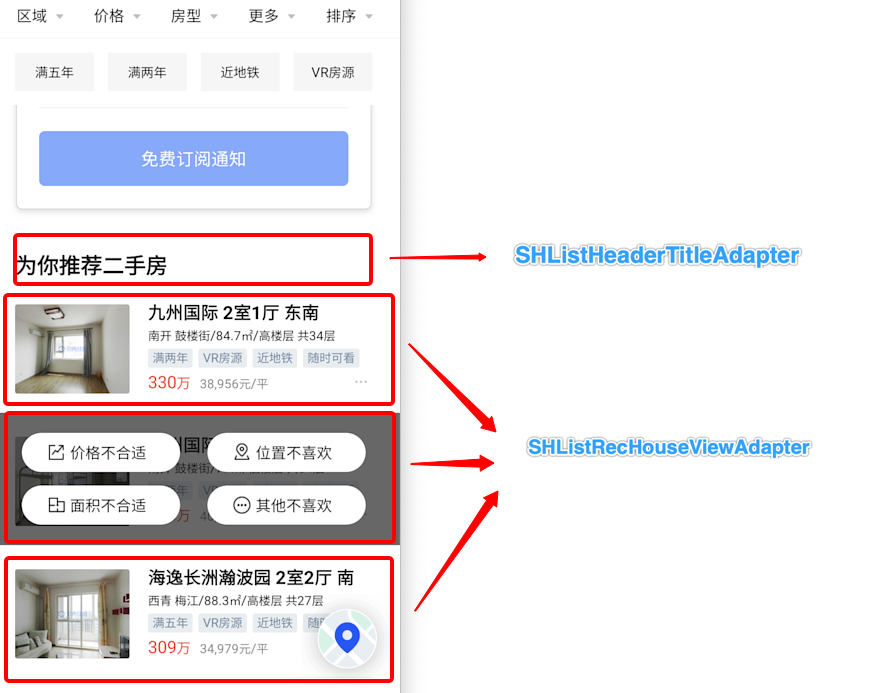 区域 价格 房型 更多 排序
满五年 满两年 近地铁 VR房源
免费订阅通知
为你推荐二手房
SHListHeaderTitleAdapter
九州国际 2室1厅 东南
南开 鼓楼街/84.7㎡/高楼层 共34层
满两年 VR房源 近地铁 随时可看
330万 38,956元/平
价格不合适 位置不喜欢
面积不合适 其他不喜欢
SHListRecHouseViewAdapter
海逸长洲瀚波园 2室2厅 南
西青 梅江/88.3㎡/高楼层 共27层
满五年 VR房源 近地铁 随
309万 34,979元/平